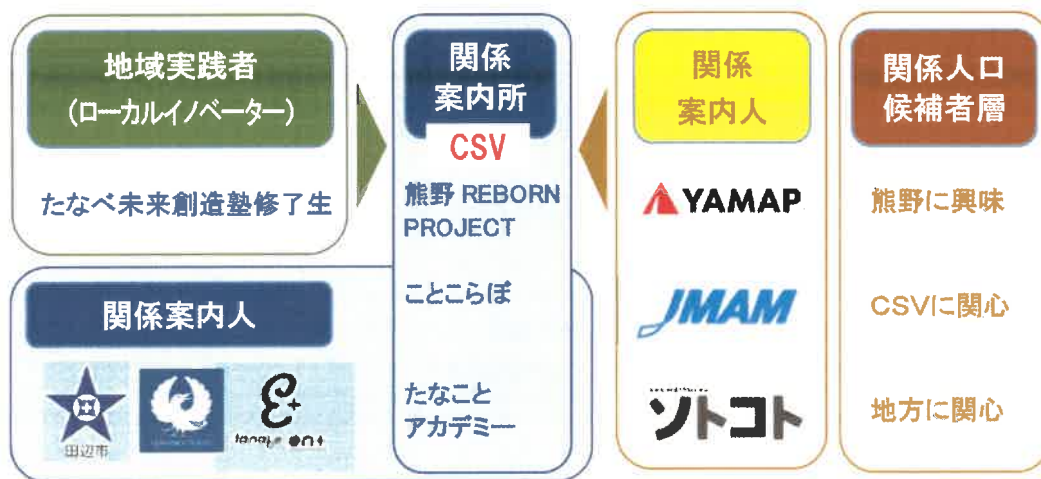 地域実践者
(ローカルイノベーター)
たなべ未来創造塾修了生
関係
案内所
CSV
熊野 REBORN
PROJECT
ことこらぼ
たなこと
アカデミー
関係案内人
田辺市
tanabe en+
関係
案内人
YAMAP
JMAM
ソトコト
関係人口
候補者層
熊野に興味
CSVに関心
地方に関心